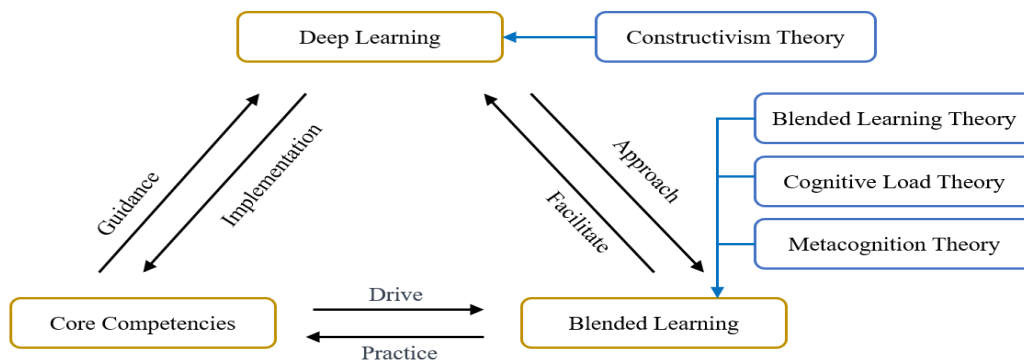 Deep Learning
Constructivism Theory
Blended Learning Theory
Cognitive Load Theory
Metacognition Theory
Guidance
Implementation
Approach
Facilitate
Drive
Core Competencies
Blended Learning
Practice